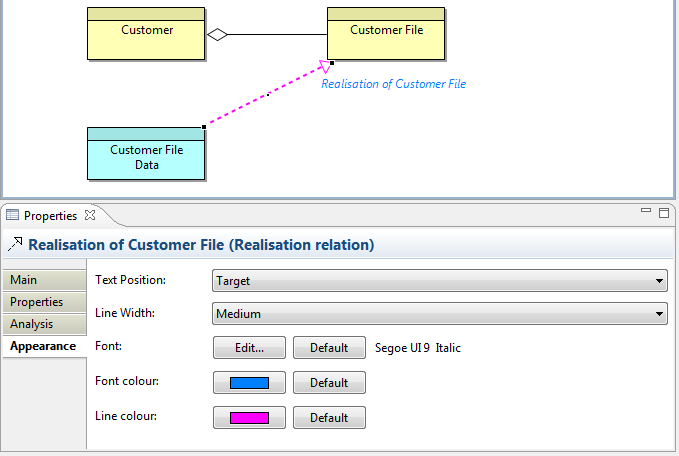 Customer
Customer File
Realisation of Customer File
Customer File
Data
Properties
Realisation of Customer File (Realisation relation)
Main
Properties
Analysis
Appearance
Text Position:
Target
Line Width:
Medium
Font:
Edit...
Default
Segoe UI 9 Italic
Font colour:
Default
Line colour:
Default